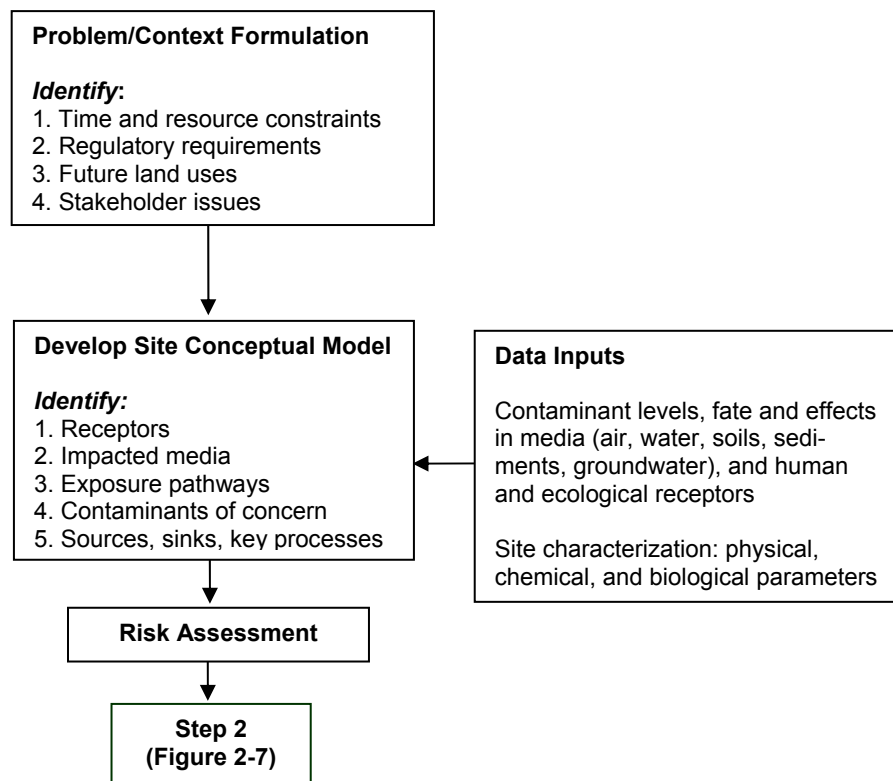 Problem/Context Formulation
Identify:
1. Time and resource constraints
2. Regulatory requirements
3. Future land uses
4. Stakeholder issues
Develop Site Conceptual Model
Identify:
1. Receptors
2. Impacted media
3. Exposure pathways
4. Contaminants of concern
5. Sources, sinks, key processes
Data Inputs
Contaminant levels, fate and effects
in media (air, water, soils, sedi-
ments, groundwater), and human
and ecological receptors
Site characterization: physical,
chemical, and biological parameters
Risk Assessment
Step 2
(Figure 2-7)